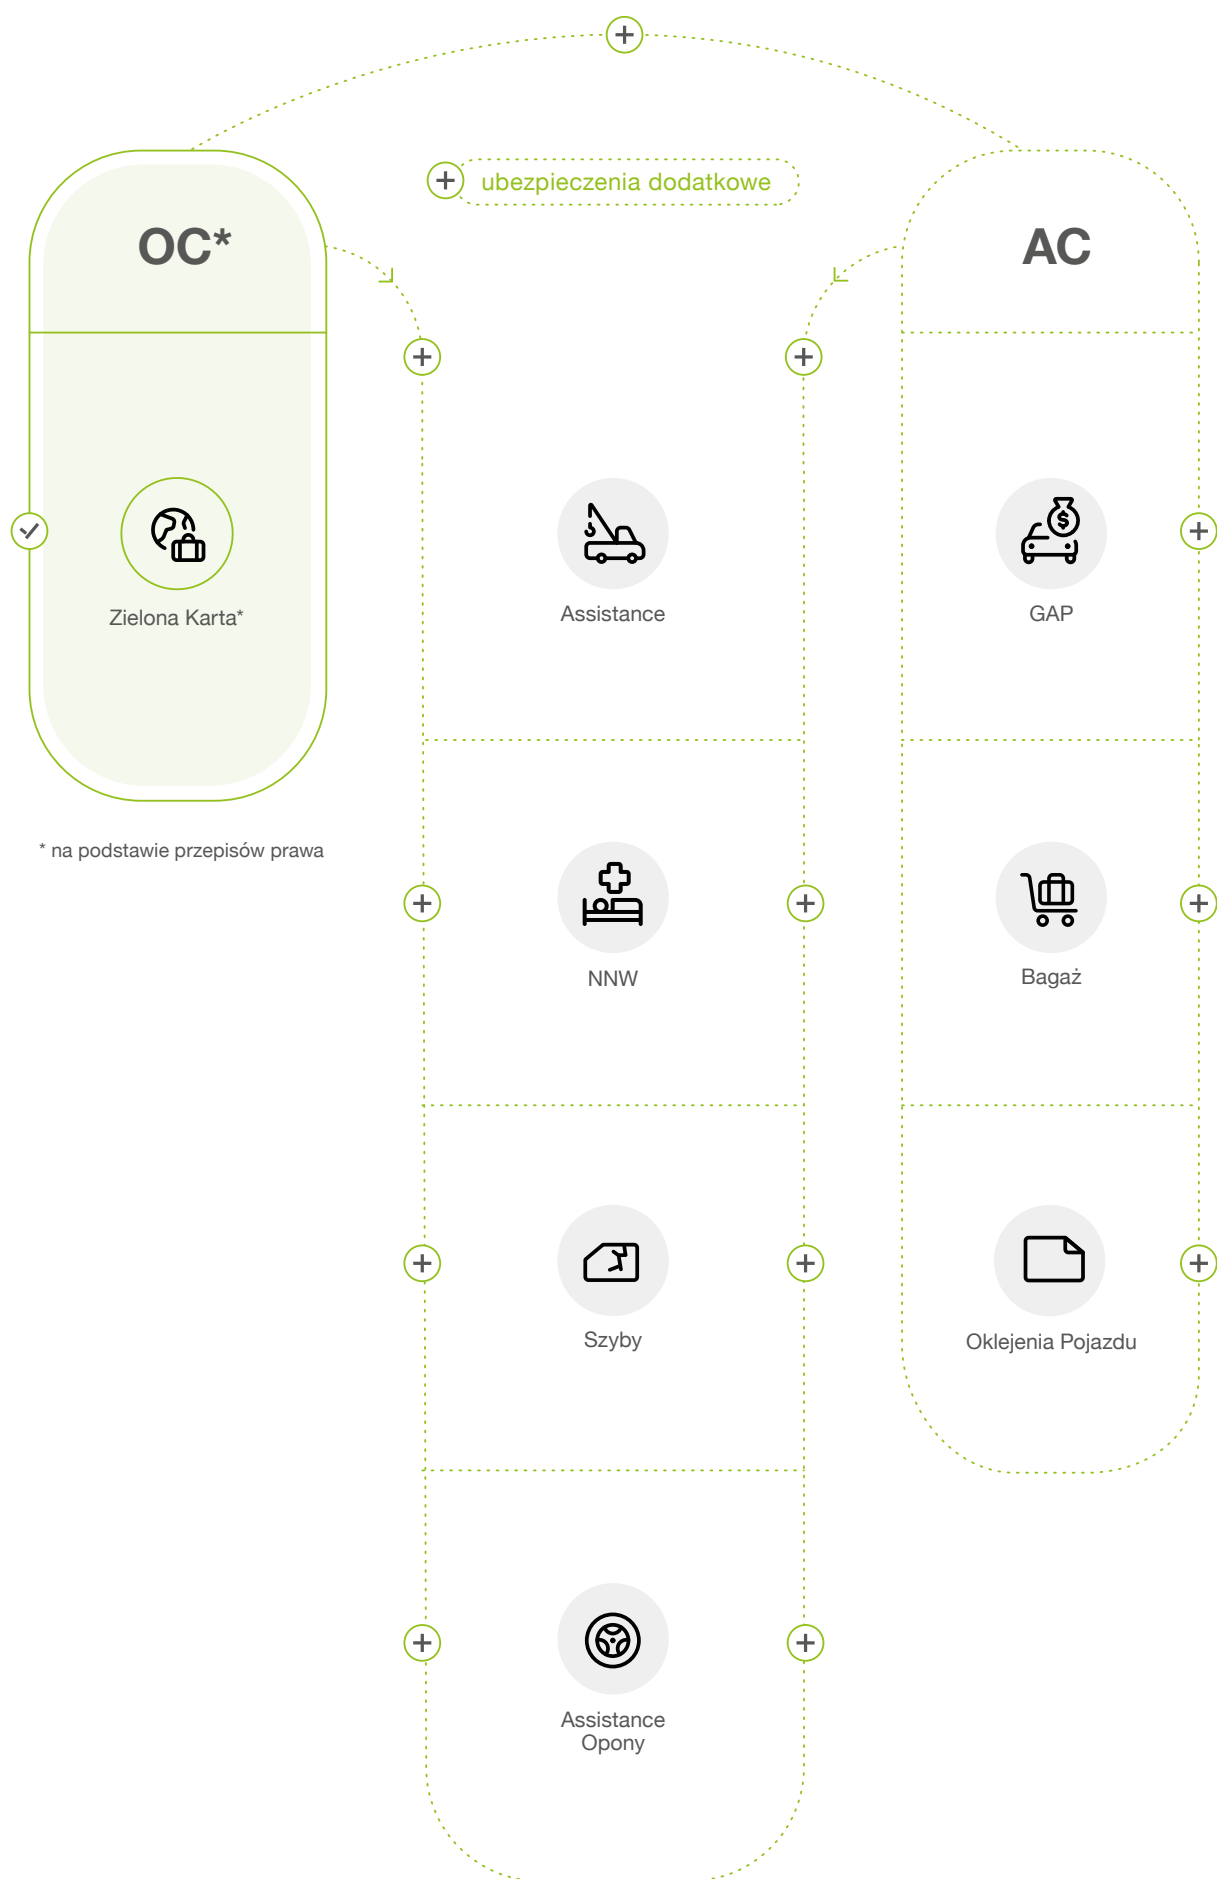 ubezpieczenia dodatkowe
OC*
AC
Zielona Karta*
Assistance
GAP
* na podstawie przepisów prawa
NNW
Bagaż
Szyby
Oklejenia Pojazdu
Assistance
Opony